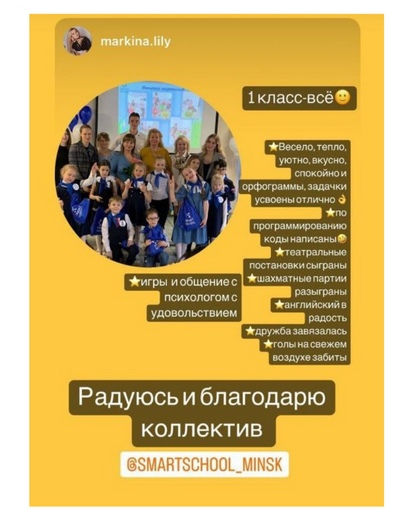 markina.lily
1 класс-всё🙂
⭐Весело, тепло,
уютно, вкусно,
спокойно и
орфограммы, задачки
усвоены отлично👌
⭐по
программированию
коды написаны🤪
⭐театральные
постановки сыграны
⭐шахматные партии
разыграны
⭐английский в
радость
⭐дружба завязалась
⭐голы на свежем
воздухе забиты
⭐игры и общение с
психологом с
удовольствием
Радуюсь и благодарю
коллектив
@SMARTSCHOOL_MINSK